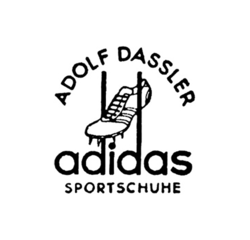 ADOLF DASSLER
adidas
SPORTSCHUHE